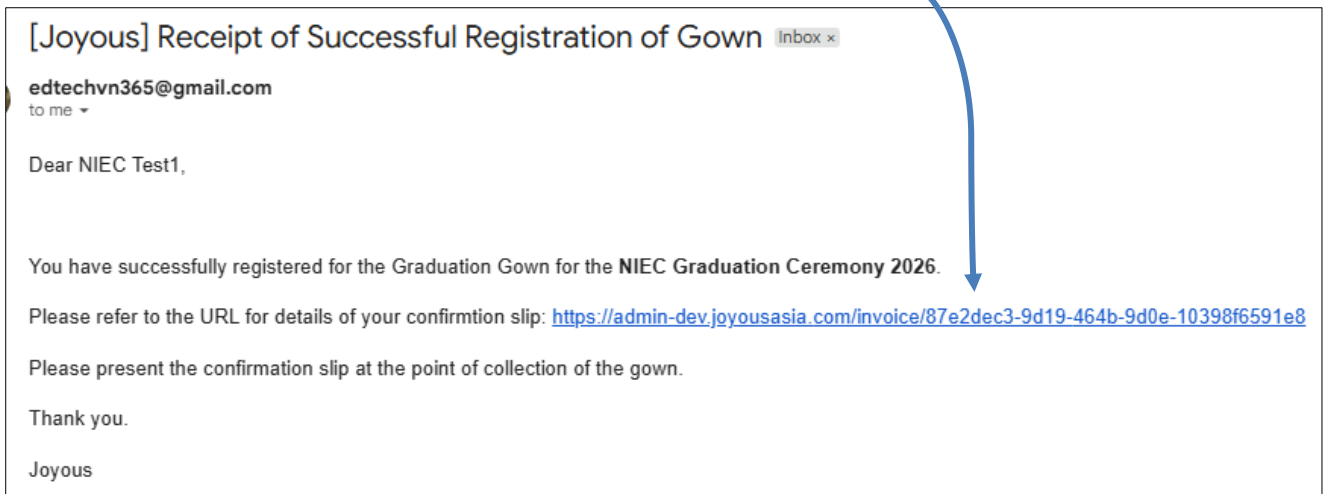 [Joyous] Receipt of Successful Registration of Gown Inbox ×
edtechvn365@gmail.com
to me
Dear NIEC Test1,
You have successfully registered for the Graduation Gown for the NIEC Graduation Ceremony 2026.
Please refer to the URL for details of your confirmtion slip: https://admin-dev.joyousasia.com/invoice/87e2dec3-9d19-464b-9d0e-10398f6591e8
Please present the confirmation slip at the point of collection of the gown.
Thank you.
Joyous